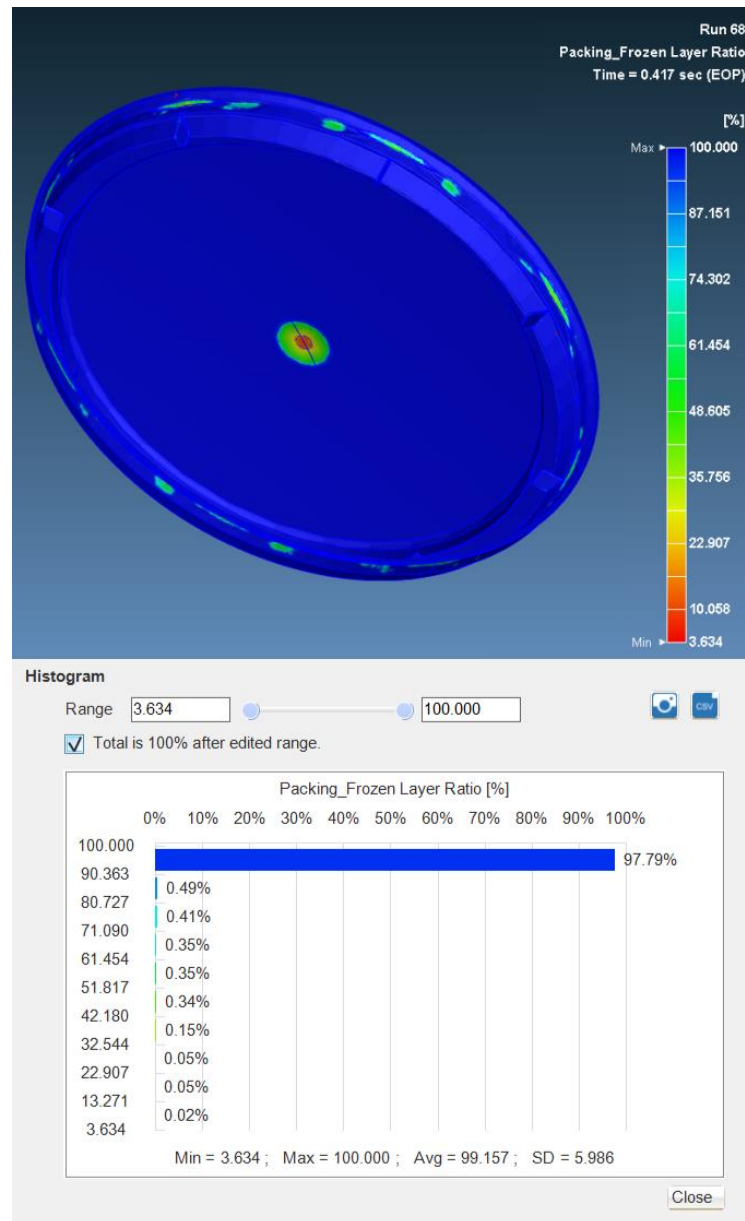 Run 68
Packing_Frozen Layer Ratio
Time = 0.417 sec (EOP)
[%]
Max 100.000
87.151
74.302
61.454
48.605
35.756
22.907
10.058
Min 3.634
Histogram
Range 3.634 100.000
CSV
Total is 100% after edited range.
Packing_Frozen Layer Ratio [%]
0% 10% 20% 30% 40% 50% 60% 70% 80% 90% 100%
100.000
97.79%
90.363
0.49%
80.727
0.41%
71.090
0.35%
61.454
0.35%
51.817
0.34%
42.180
0.15%
32.544
0.05%
22.907
0.05%
13.271
0.02%
3.634
Min = 3.634 ; Max = 100.000 ; Avg = 99.157 ; SD = 5.986
Close